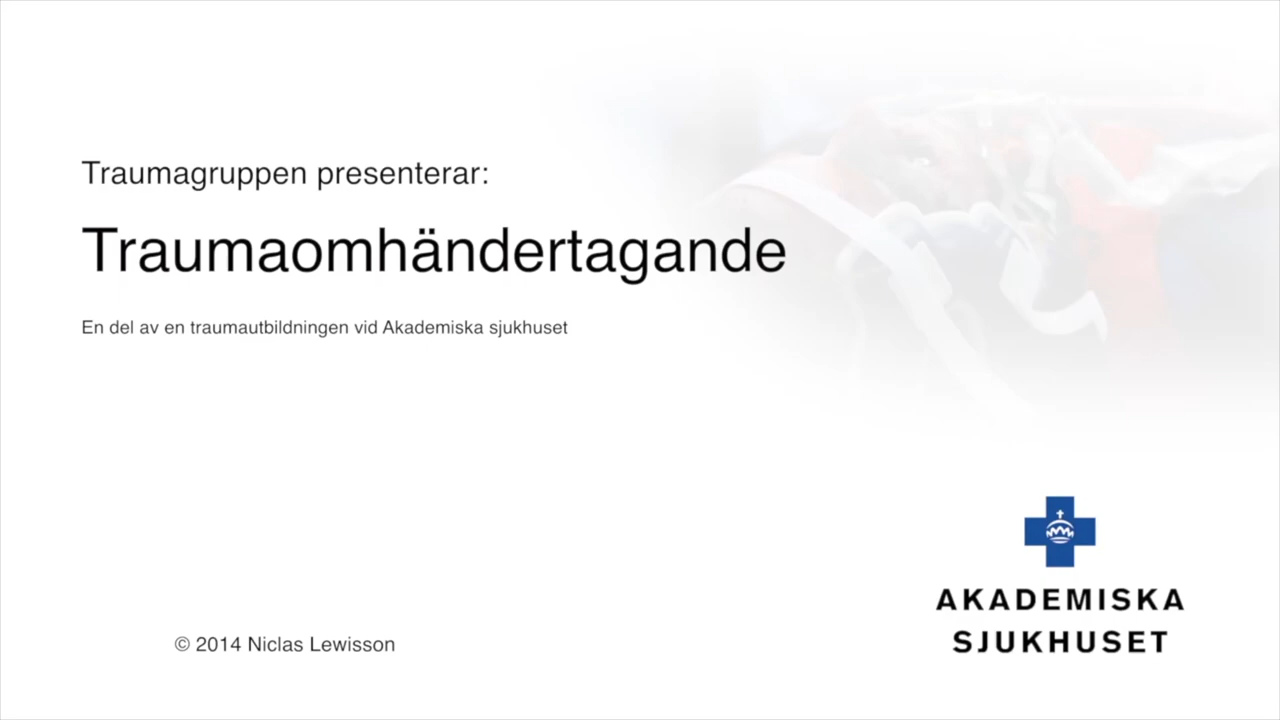 Traumagruppen presenterar:
Traumaomhändertagande
En del av en traumautbildningen vid Akademiska sjukhuset
© 2014 Niclas Lewisson
AKADEMISKA
SJUKHUSET